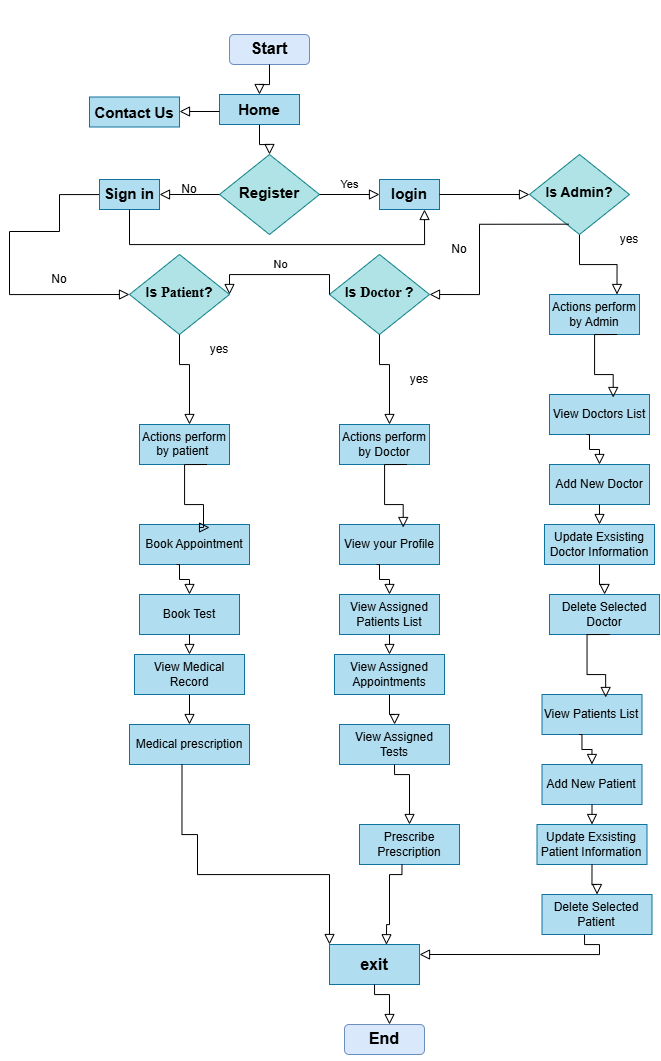 Start
Home
Contact Us
Register
No
Yes
Sign in
login
Is Admin?
No
yes
No
No
Is Patient?
Is Doctor ?
yes
yes
Actions perform
by Admin
View Doctors List
Add New Doctor
Update Exsisting
Doctor Information
Delete Selected
Doctor
View Patients List
Add New Patient
Update Exsisting
Patient Information
Delete Selected
Patient
Actions perform
by Doctor
View your Profile
View Assigned
Patients List
View Assigned
Appointments
View Assigned
Tests
Prescribe
Prescription
Actions perform
by patient
Book Appointment
Book Test
View Medical
Record
Medical prescription
exit
End